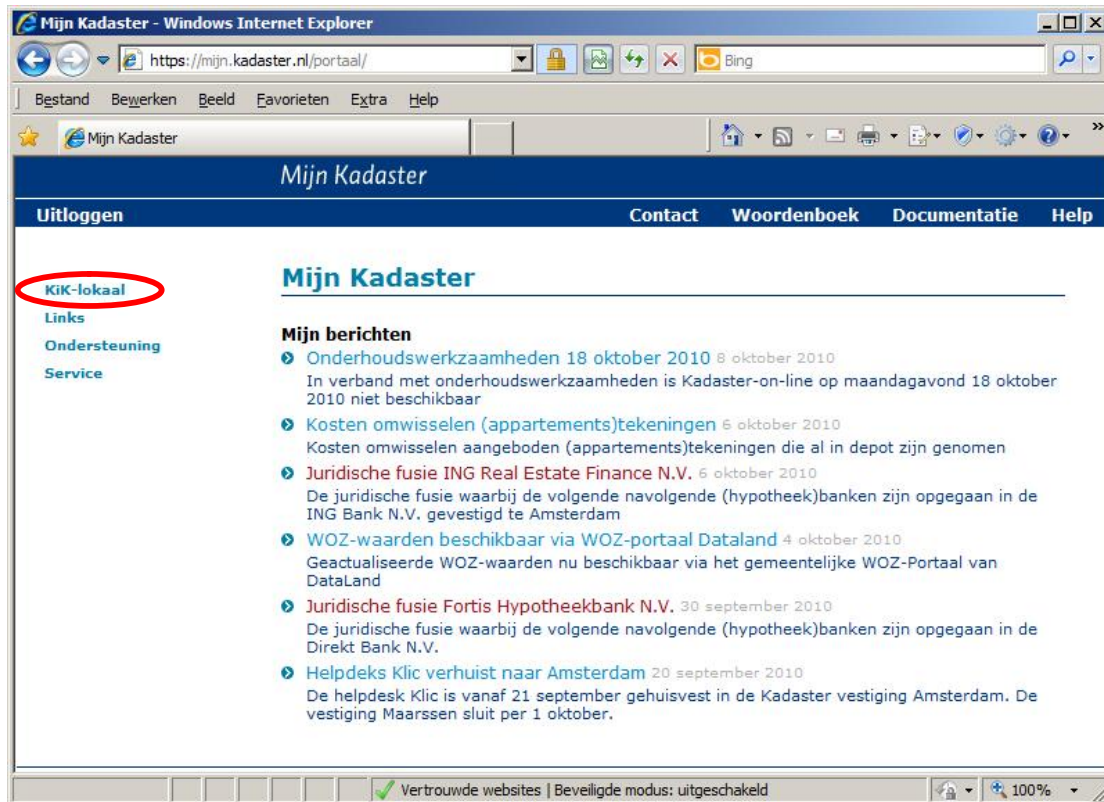 Mijn Kadaster - Windows Internet Explorer
https://mijn.kadaster.nl/portaal/
Bing
Bestand Bewerken Beeld Favorieten Extra Help
Mijn Kadaster
»
Mijn Kadaster
Uitloggen Contact Woordenboek Documentatie Help
KiK-lokaal
Links
Ondersteuning
Service
Mijn Kadaster
Mijn berichten
Onderhoudswerkzaamheden 18 oktober 2010 8 oktober 2010
In verband met onderhoudswerkzaamheden is Kadaster-on-line op maandagavond 18 oktober
2010 niet beschikbaar
Kosten omwisselen (appartements)tekeningen 6 oktober 2010
Kosten omwisselen aangeboden (appartements)tekeningen die al in depot zijn genomen
Juridische fusie ING Real Estate Finance N.V. 6 oktober 2010
De juridische fusie waarbij de volgende navolgende (hypotheek)banken zijn opgegaan in de
ING Bank N.V. gevestigd te Amsterdam
WOZ-waarden beschikbaar via WOZ-portaal Dataland 4 oktober 2010
Geactualiseerde WOZ-waarden nu beschikbaar via het gemeentelijke WOZ-Portaal van
DataLand
Juridische fusie Fortis Hypotheekbank N.V. 30 september 2010
De juridische fusie waarbij de volgende navolgende (hypotheek)banken zijn opgegaan in de
Direkt Bank N.V.
Helpdeks Klic verhuist naar Amsterdam 20 september 2010
De helpdesk Klic is vanaf 21 september gehuisvest in de Kadaster vestiging Amsterdam. De
vestiging Maarssen sluit per 1 oktober.
Vertrouwde websites | Beveiligde modus: uitgeschakeld 100%